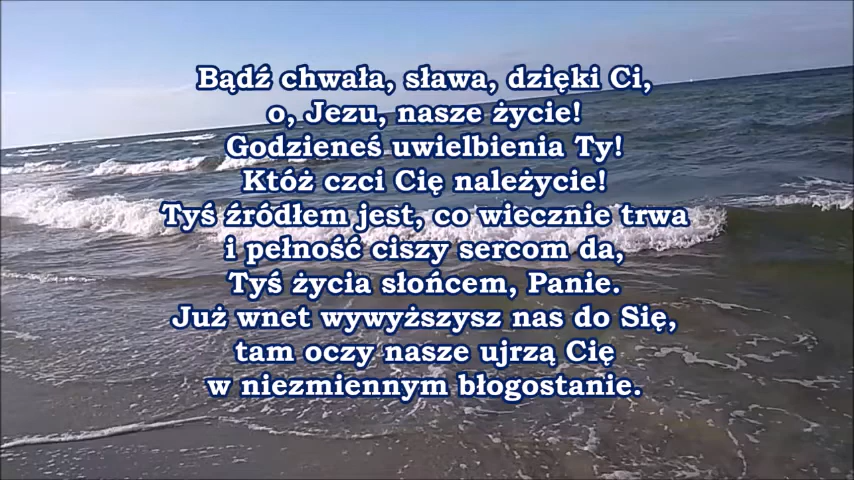 Bądź chwała, sława, dzięki Ci,
o, Jezu, nasze życie!
Godzieneś uwielbienia Ty!
Któż czci Cię należycie!
Tyś źródłem jest, co wiecznie trwa
i pełność ciszy sercom da,
Tyś życia słońcem, Panie.
Już wnet wywyższysz nas do Się,
tam oczy nasze ujrzą Cię
w niezmiennym błogostanie.